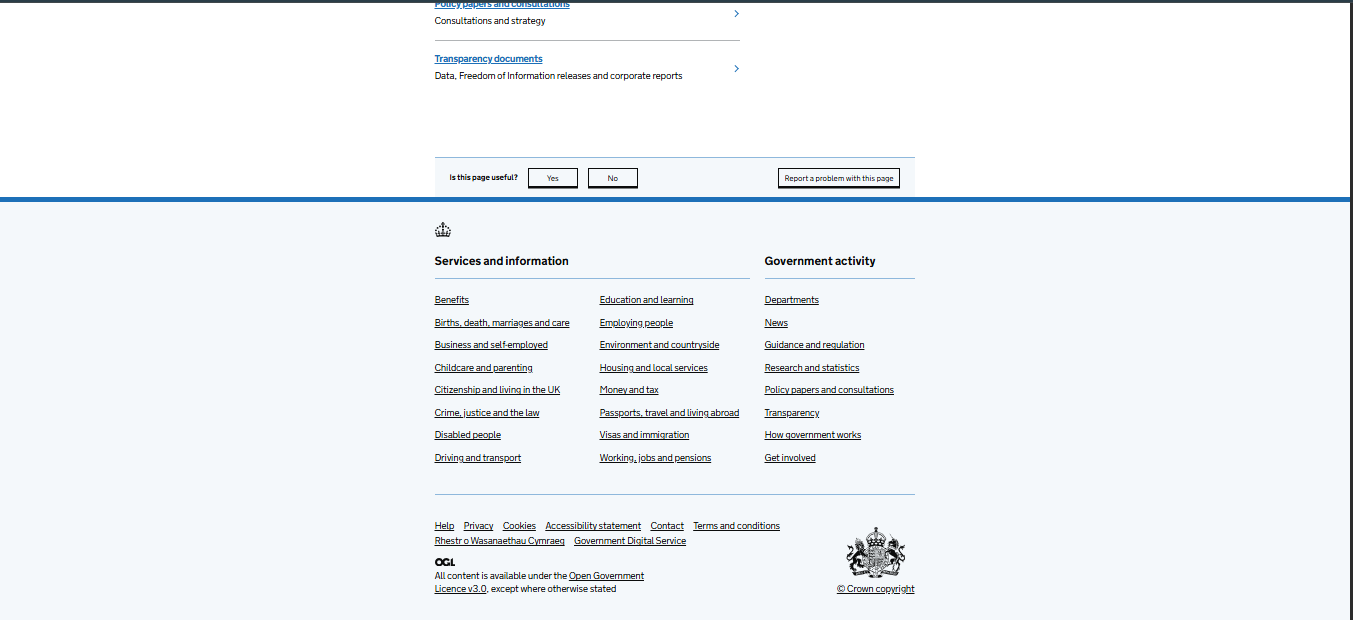 Policy papers and consultations
Consultations and strategy
Transparency documents
Data, Freedom of Information releases and corporate reports
Is this page useful? Yes No Report a problem with this page
Services and information
Benefits
Births, death, marriages and care
Business and self-employed
Childcare and parenting
Citizenship and living in the UK
Crime, justice and the law
Disabled people
Driving and transport
Education and learning
Employing people
Environment and countryside
Housing and local services
Money and tax
Passports, travel and living abroad
Visas and immigration
Working, jobs and pensions
Government activity
Departments
News
Guidance and regulation
Research and statistics
Policy papers and consultations
Transparency
How government works
Get involved
Help Privacy Cookies Accessibility statement Contact Terms and conditions
Rhestr o Wasanaethau Cymraeg Government Digital Service
OGL
All content is available under the Open Government
Licence v3.0, except where otherwise stated
© Crown copyright